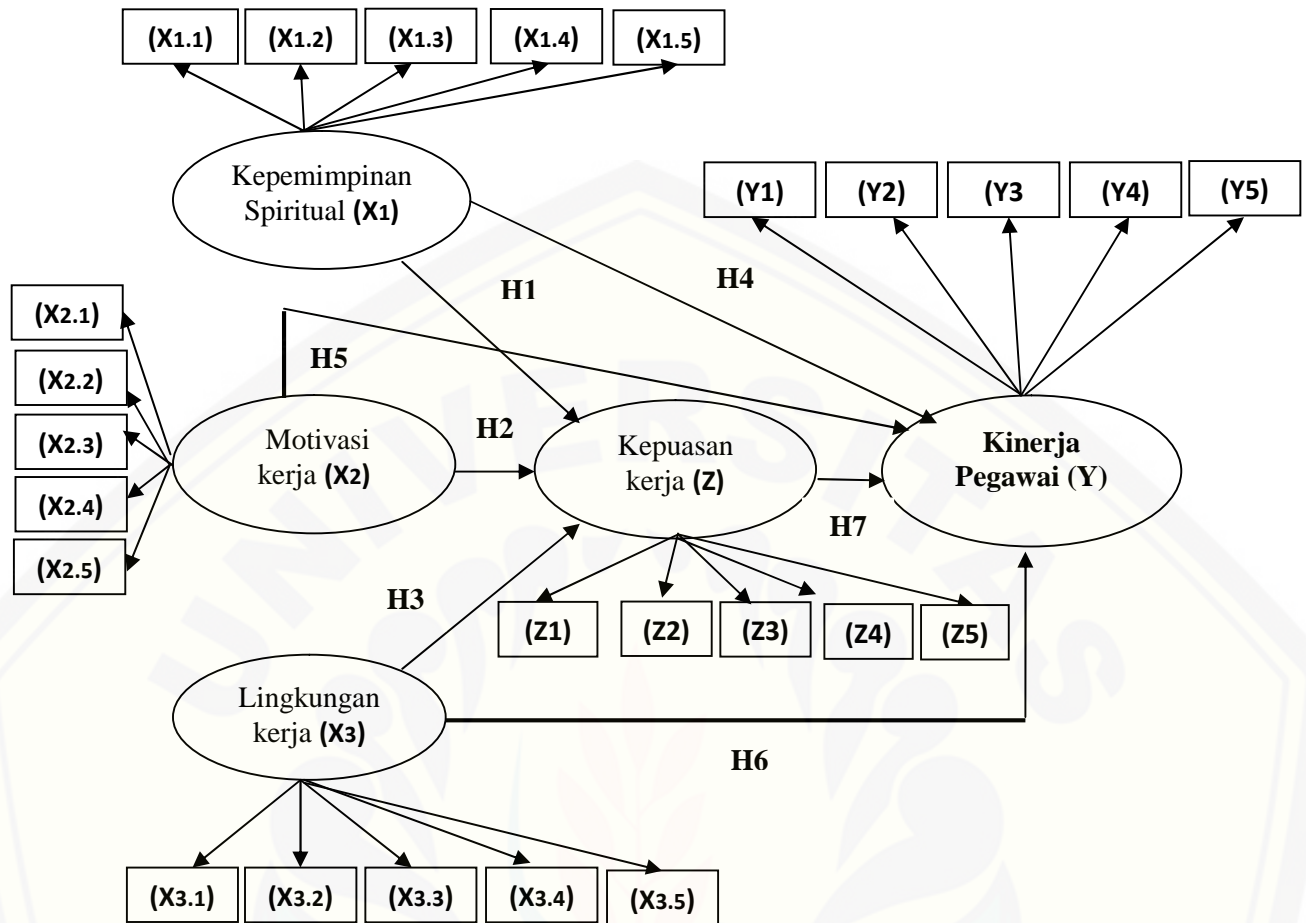 (X1.1) (X1.2) (X1.3) (X1.4) (X1.5)
Kepemimpinan
Spiritual (X1)
(Y1) (Y2) (Y3 (Y4) (Y5)
H1
H4
(X2.1)
(X2.2)
(X2.3)
(X2.4)
(X2.5)
H5
Motivasi
kerja (X2)
H2
Kepuasan
kerja (Z)
Kinerja
Pegawai (Y)
H7
H3
(Z1) (Z2) (Z3) (Z4) (Z5)
Lingkungan
kerja (X3)
H6
(X3.1) (X3.2) (X3.3) (X3.4) (X3.5)
UNIVERSITAS